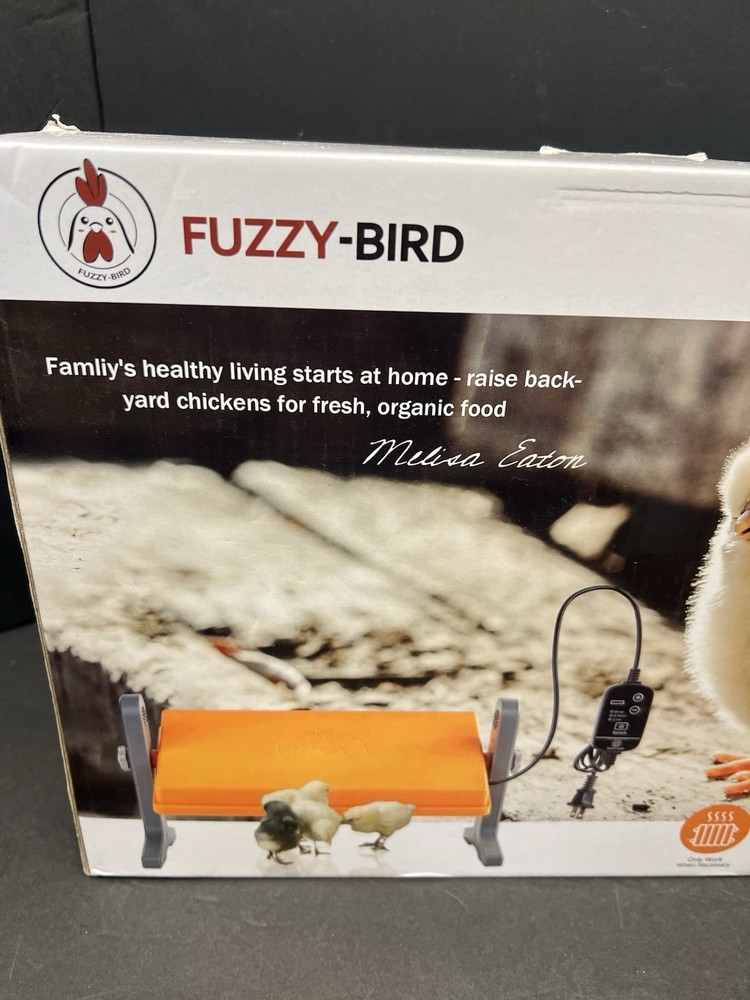 FUZZY-BIRD
FUZZY-BIRD
Famliy's healthy living starts at home - raise back-
yard chickens for fresh, organic food
Melisa Eaton
Only Work
When Necessary